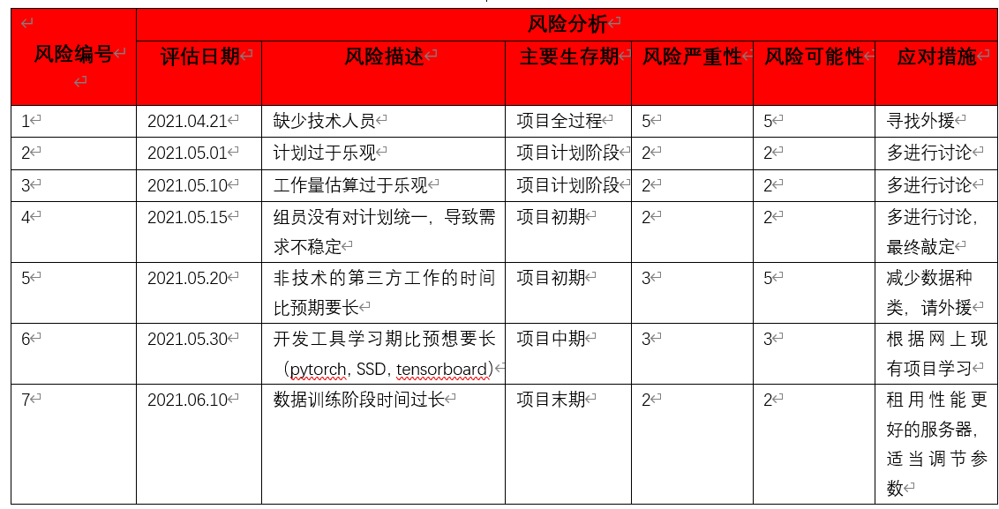 风险分析
风险编号
评估日期 风险描述 主要生存期 风险严重性 风险可能性 应对措施
1 2021.04.21 缺少技术人员 项目全过程 5 5 寻找外援
2 2021.05.01 计划过于乐观 项目计划阶段 2 2 多进行讨论
3 2021.05.10 工作量估算过于乐观 项目计划阶段 2 2 多进行讨论
4 2021.05.15 组员没有对计划统一，导致需 项目初期 2 2 多进行讨论，
求不稳定 最终敲定
5 2021.05.20 非技术的第三方工作的时间 项目初期 3 5 减少数据种
比预期要长 类，请外援
6 2021.05.30 开发工具学习期比预想要长 项目中期 3 3 根据网上现
（pytorch, SSD, tensorboard） 有项目学习
7 2021.06.10 数据训练阶段时间过长 项目末期 2 2 租用性能更
好的服务器，
适当调节参
数